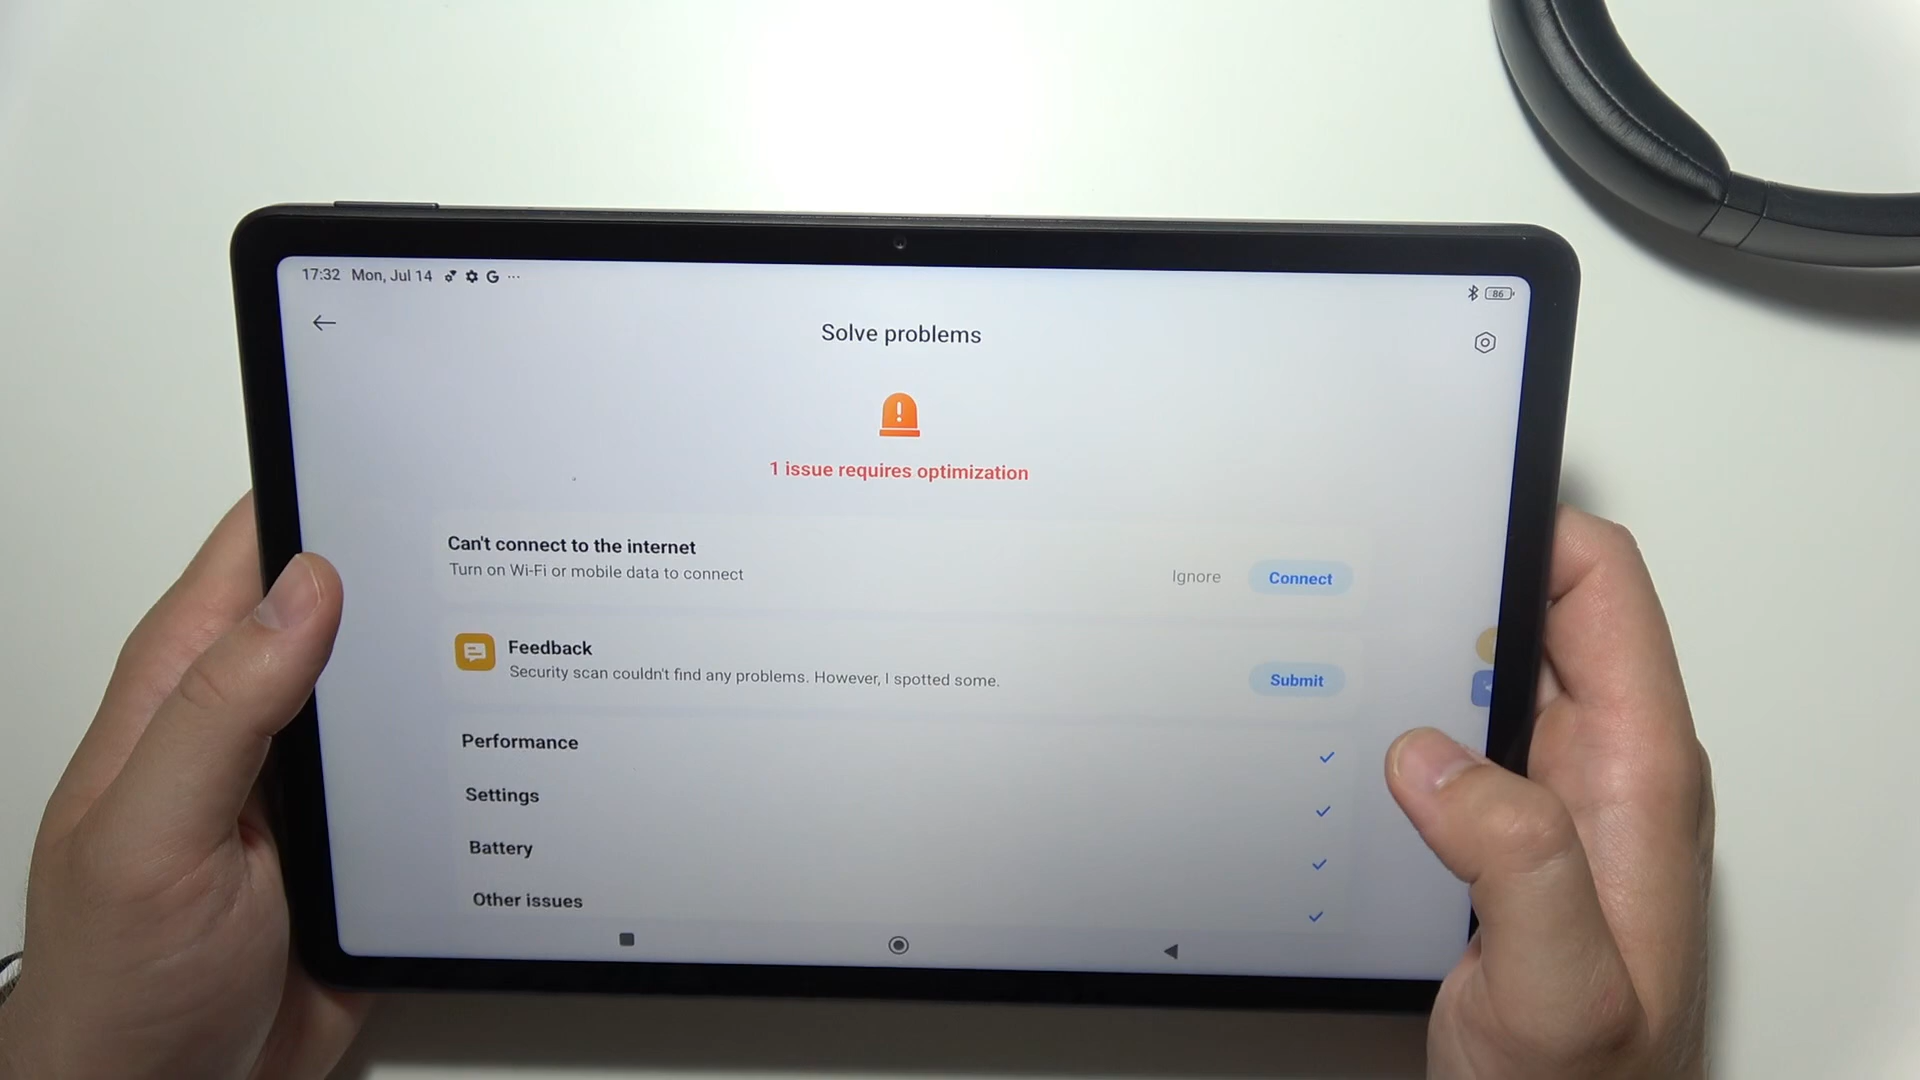 17:32 Mon, Jul 14 G ...
86
Solve problems
!
1 issue requires optimization
Can't connect to the internet
Turn on Wi-Fi or mobile data to connect
Ignore
Connect
Feedback
Security scan couldn't find any problems. However, I spotted some.
Submit
Performance
Settings
Battery
Other issues